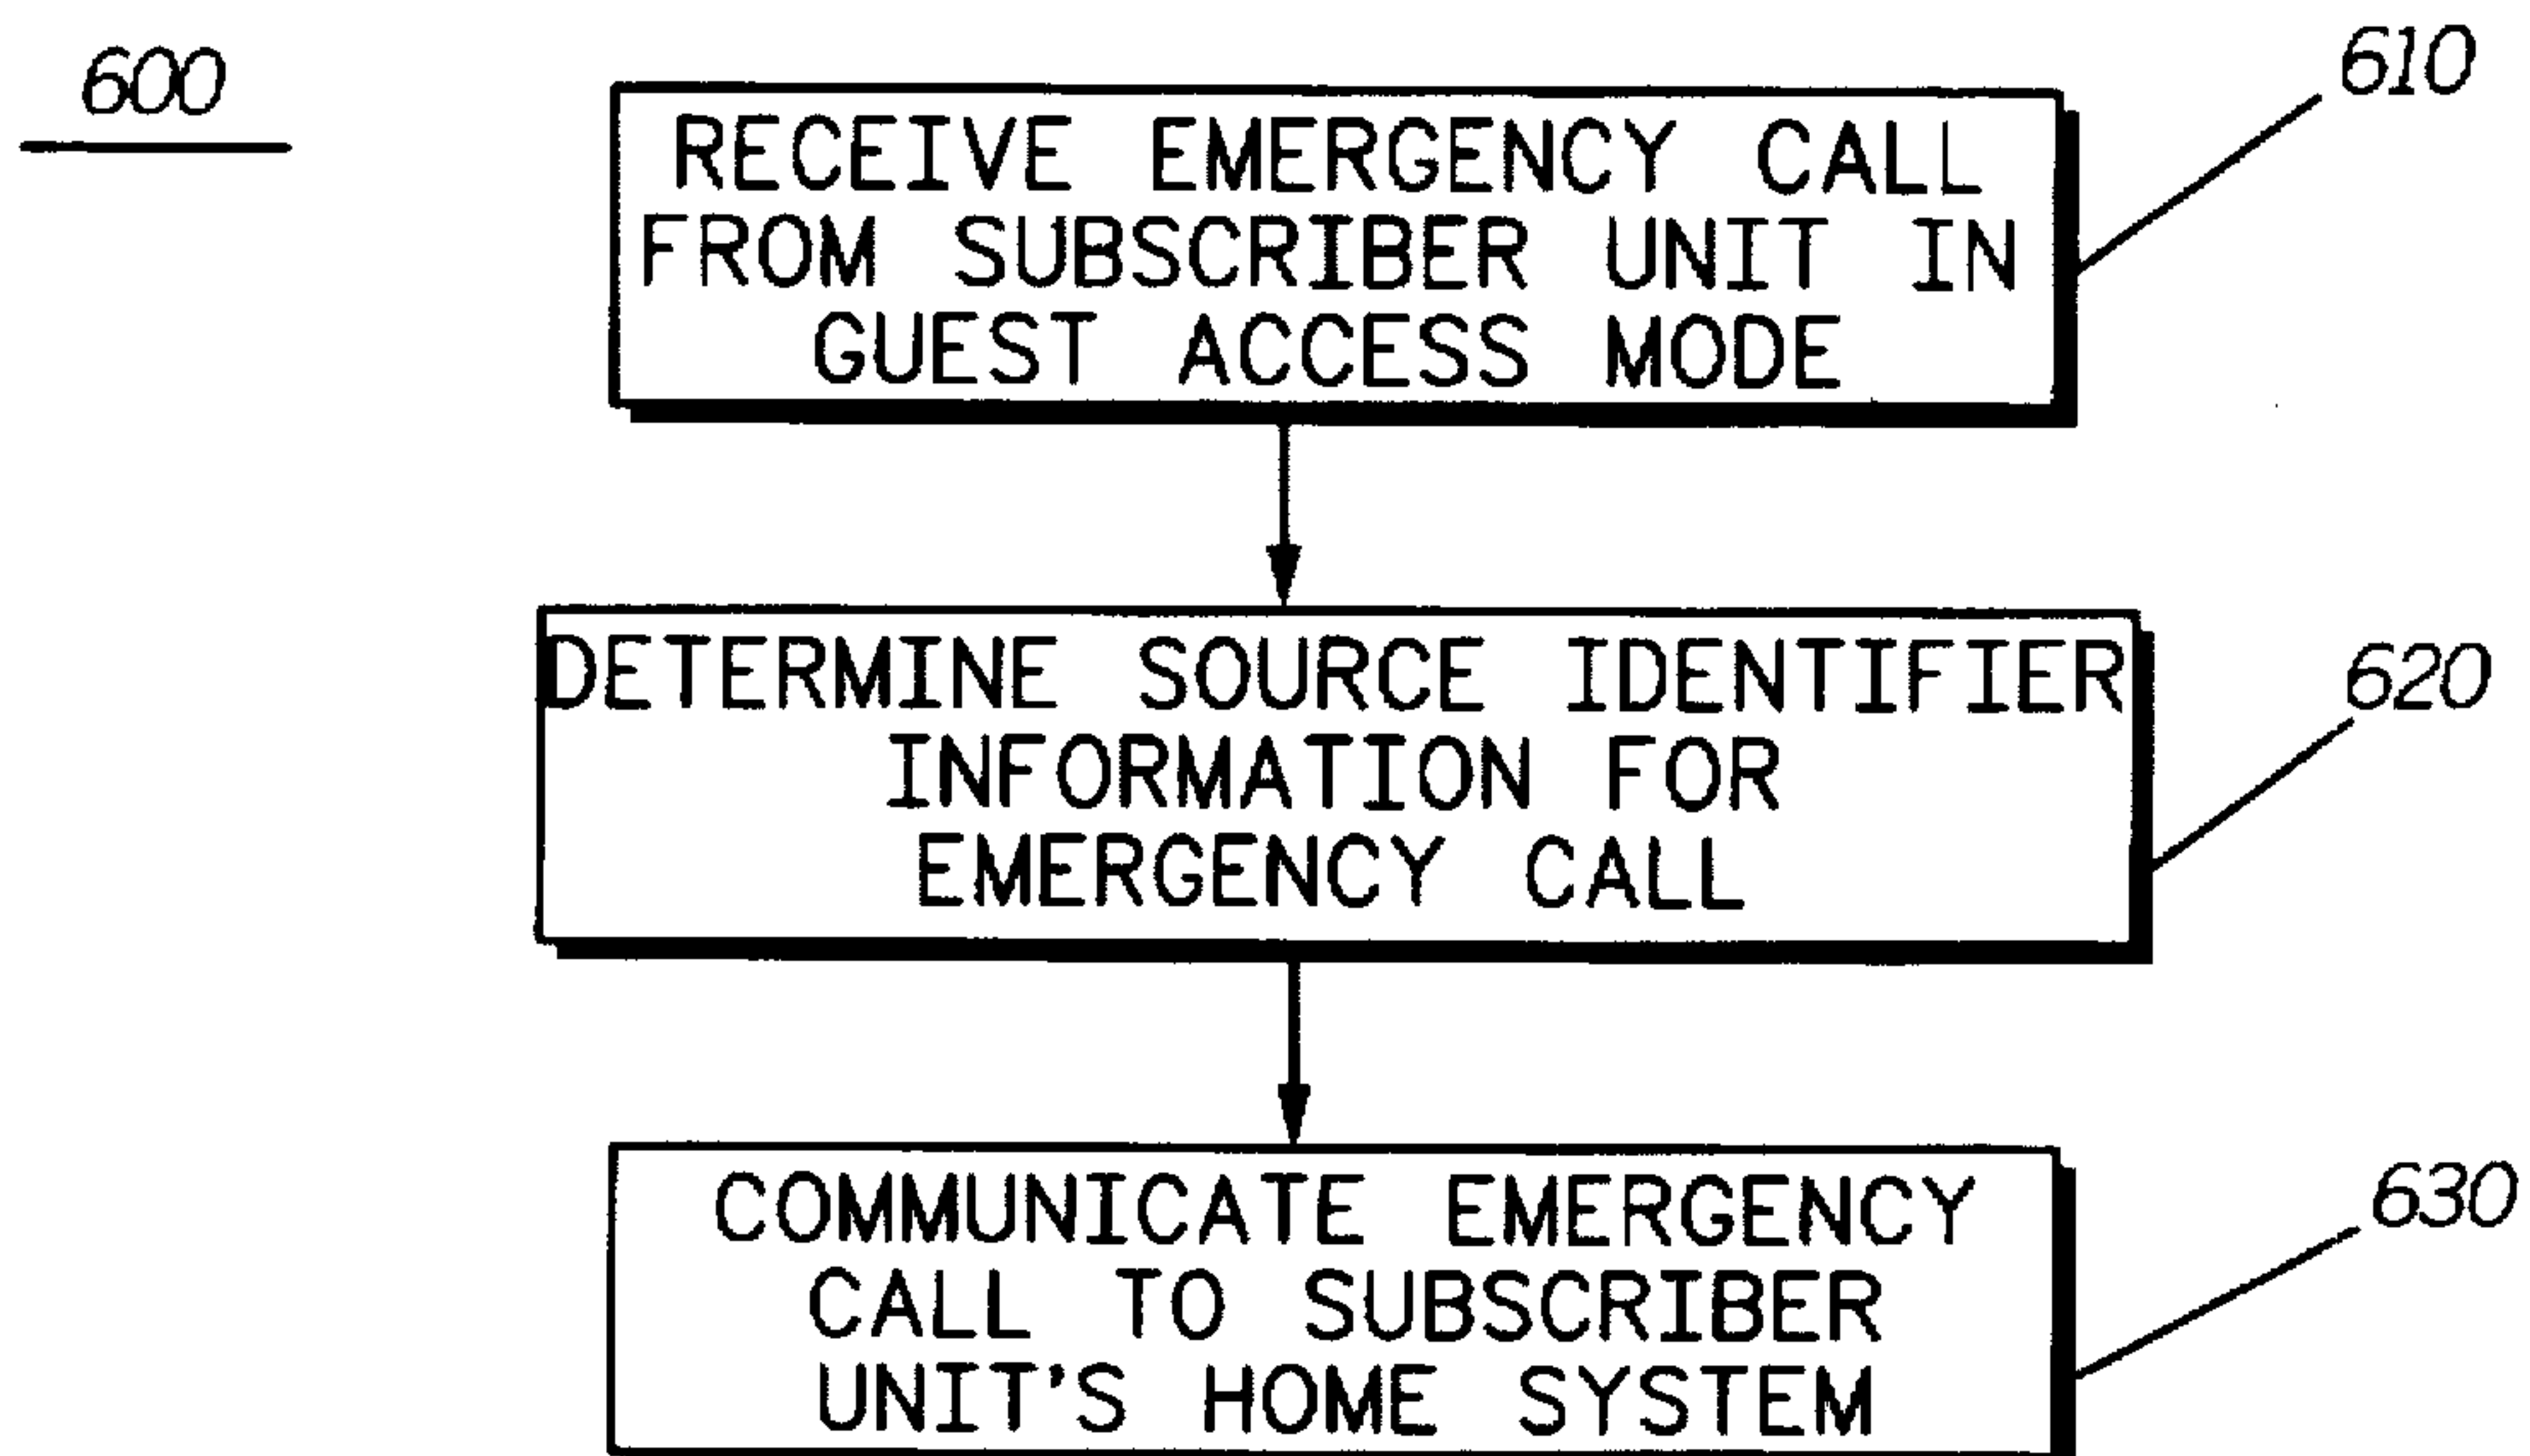 600
610
RECEIVE EMERGENCY CALL
FROM SUBSCRIBER UNIT IN
GUEST ACCESS MODE
620
DETERMINE SOURCE IDENTIFIER
INFORMATION FOR
EMERGENCY CALL
630
COMMUNICATE EMERGENCY
CALL TO SUBSCRIBER
UNIT'S HOME SYSTEM